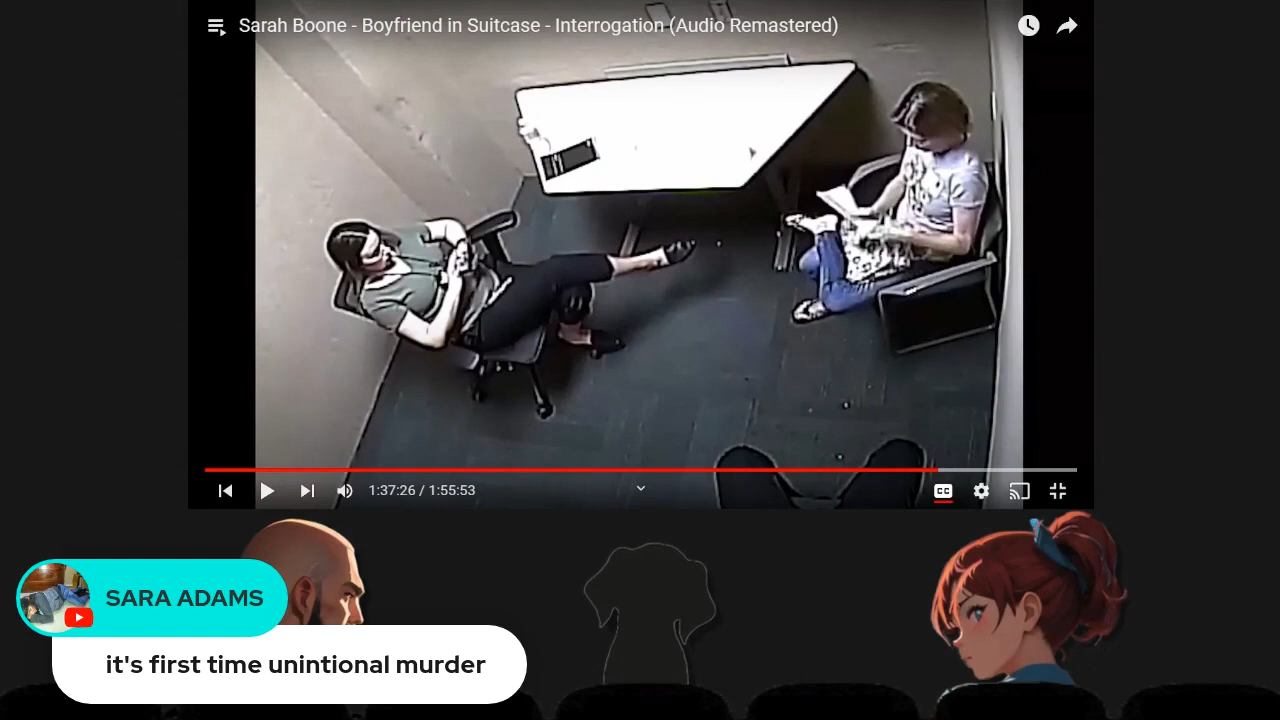 Sarah Boone - Boyfriend in Suitcase - Interrogation (Audio Remastered)
1:37:26 / 1:55:53
CC
SARA ADAMS
it's first time unintional murder